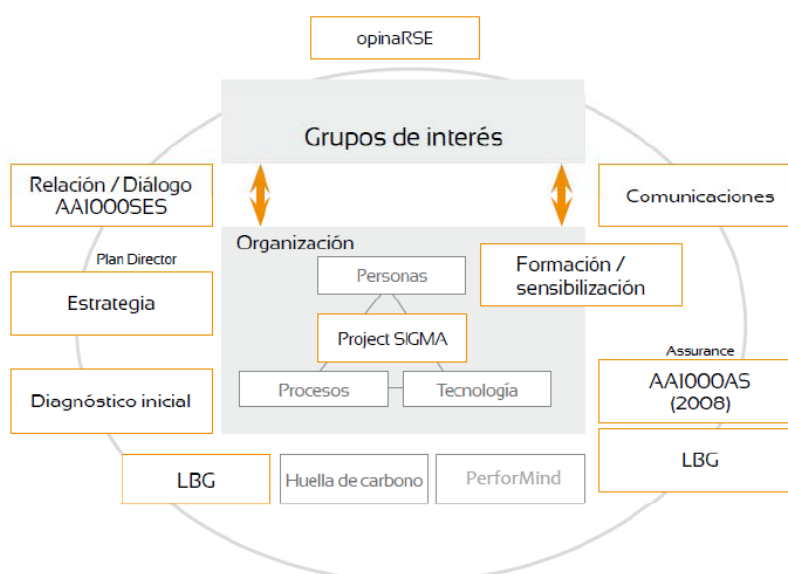 opinaRSE
Grupos de interés
Relación / Diálogo
AA1000SES
Comunicaciones
Organización
Plan Director
Personas
Formación /
sensibilización
Estrategia
Project SIGMA
Assurance
AA1000AS
(2008)
Diagnóstico inicial
Procesos
Tecnología
LBG
Huella de carbono
PerforMind
LBG